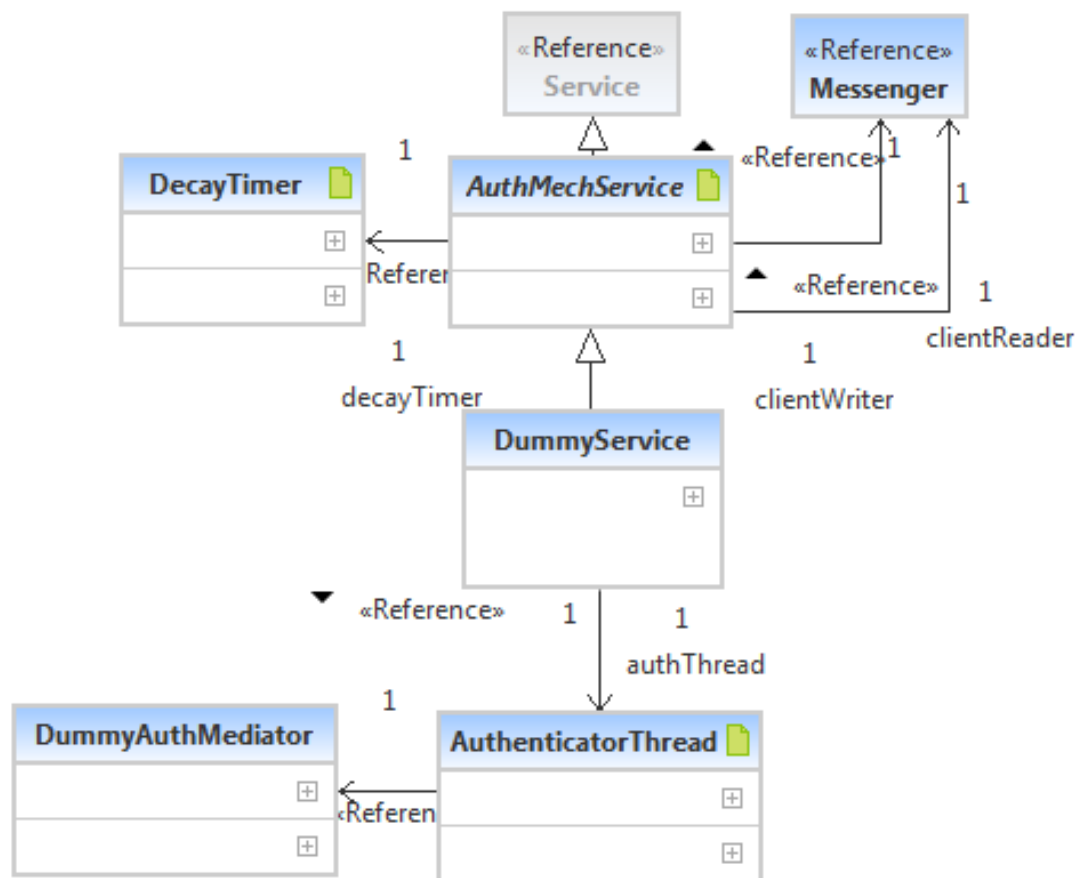 «Reference»
Service
«Reference»
Messenger
1
«Reference»
1
DecayTimer
AuthMechService
1
Referer
«Reference»
1
clientReader
1
decayTimer
1
clientWriter
DummyService
«Reference»
1
1
authThread
1
DummyAuthMediator
AuthenticatorThread
«Referen